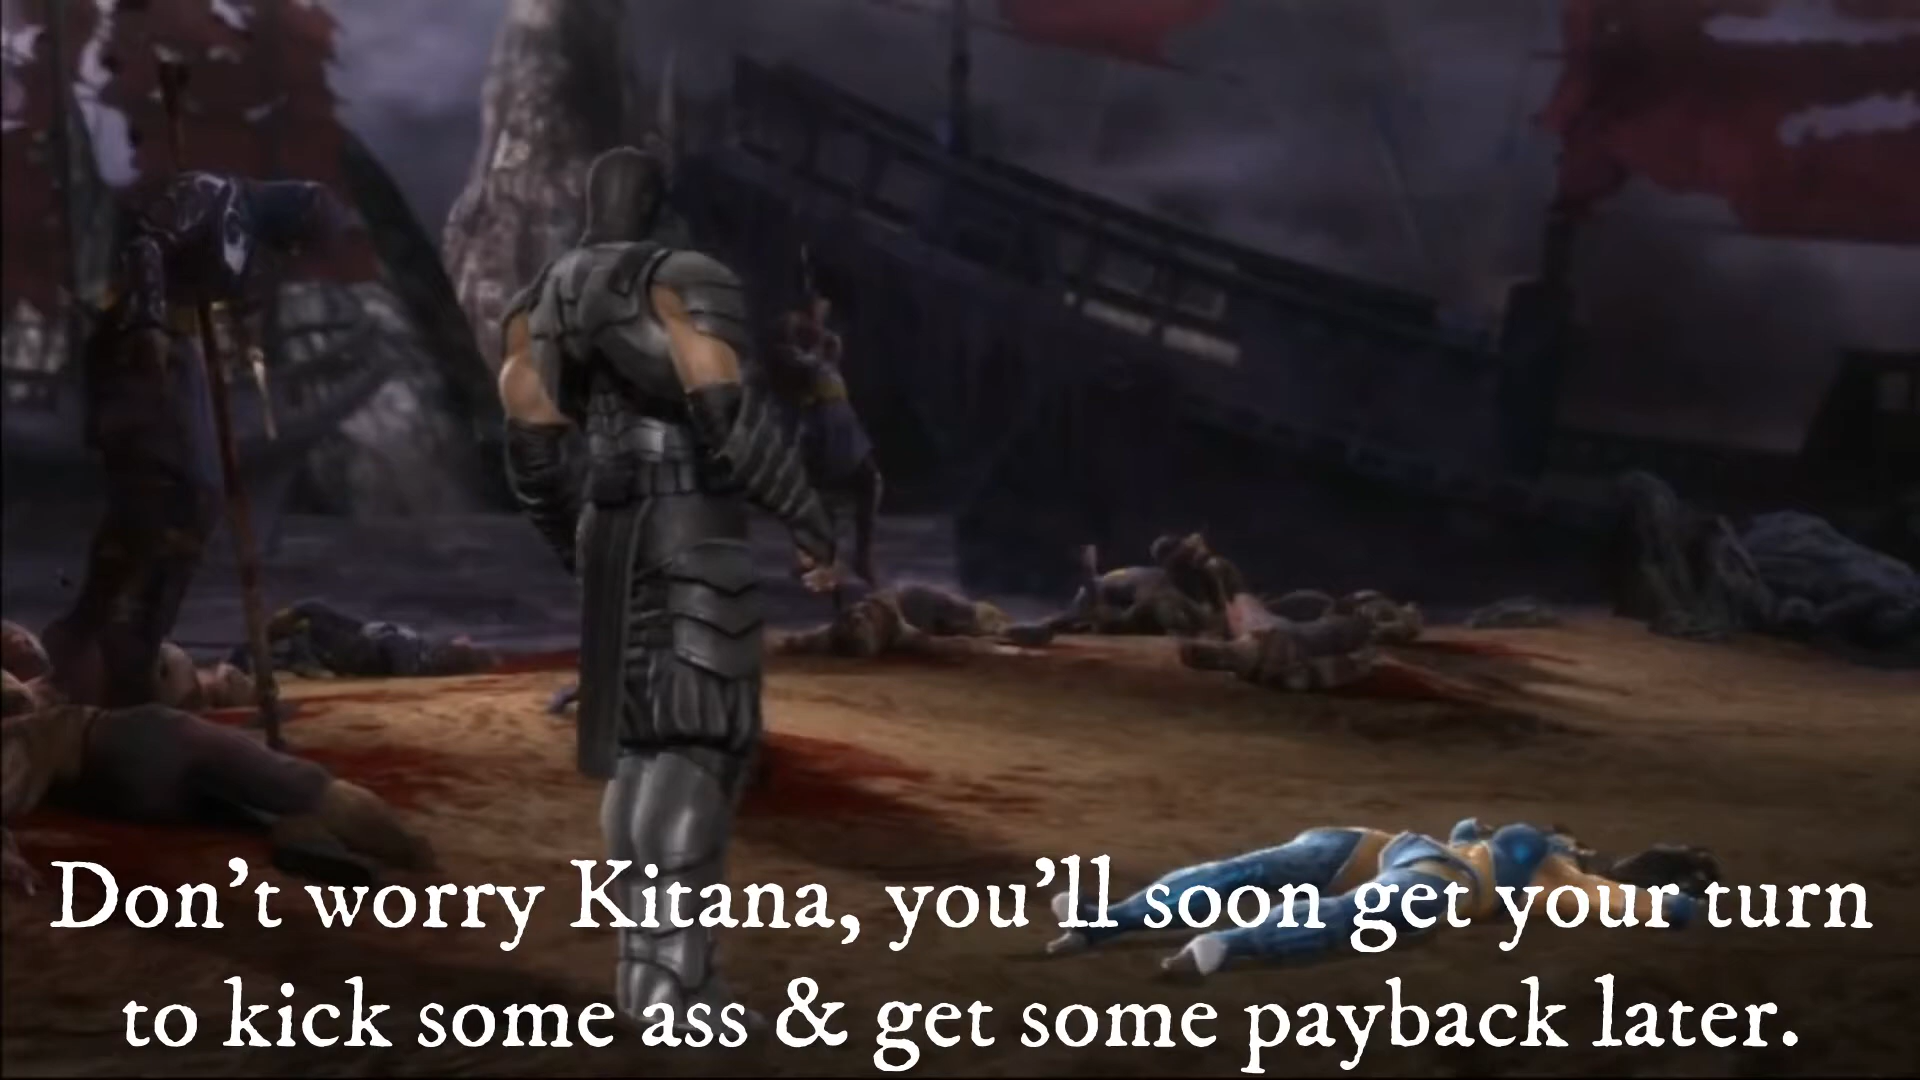 Don't worry Kitana, you'll soon get your turn
to kick some ass & get some payback later.